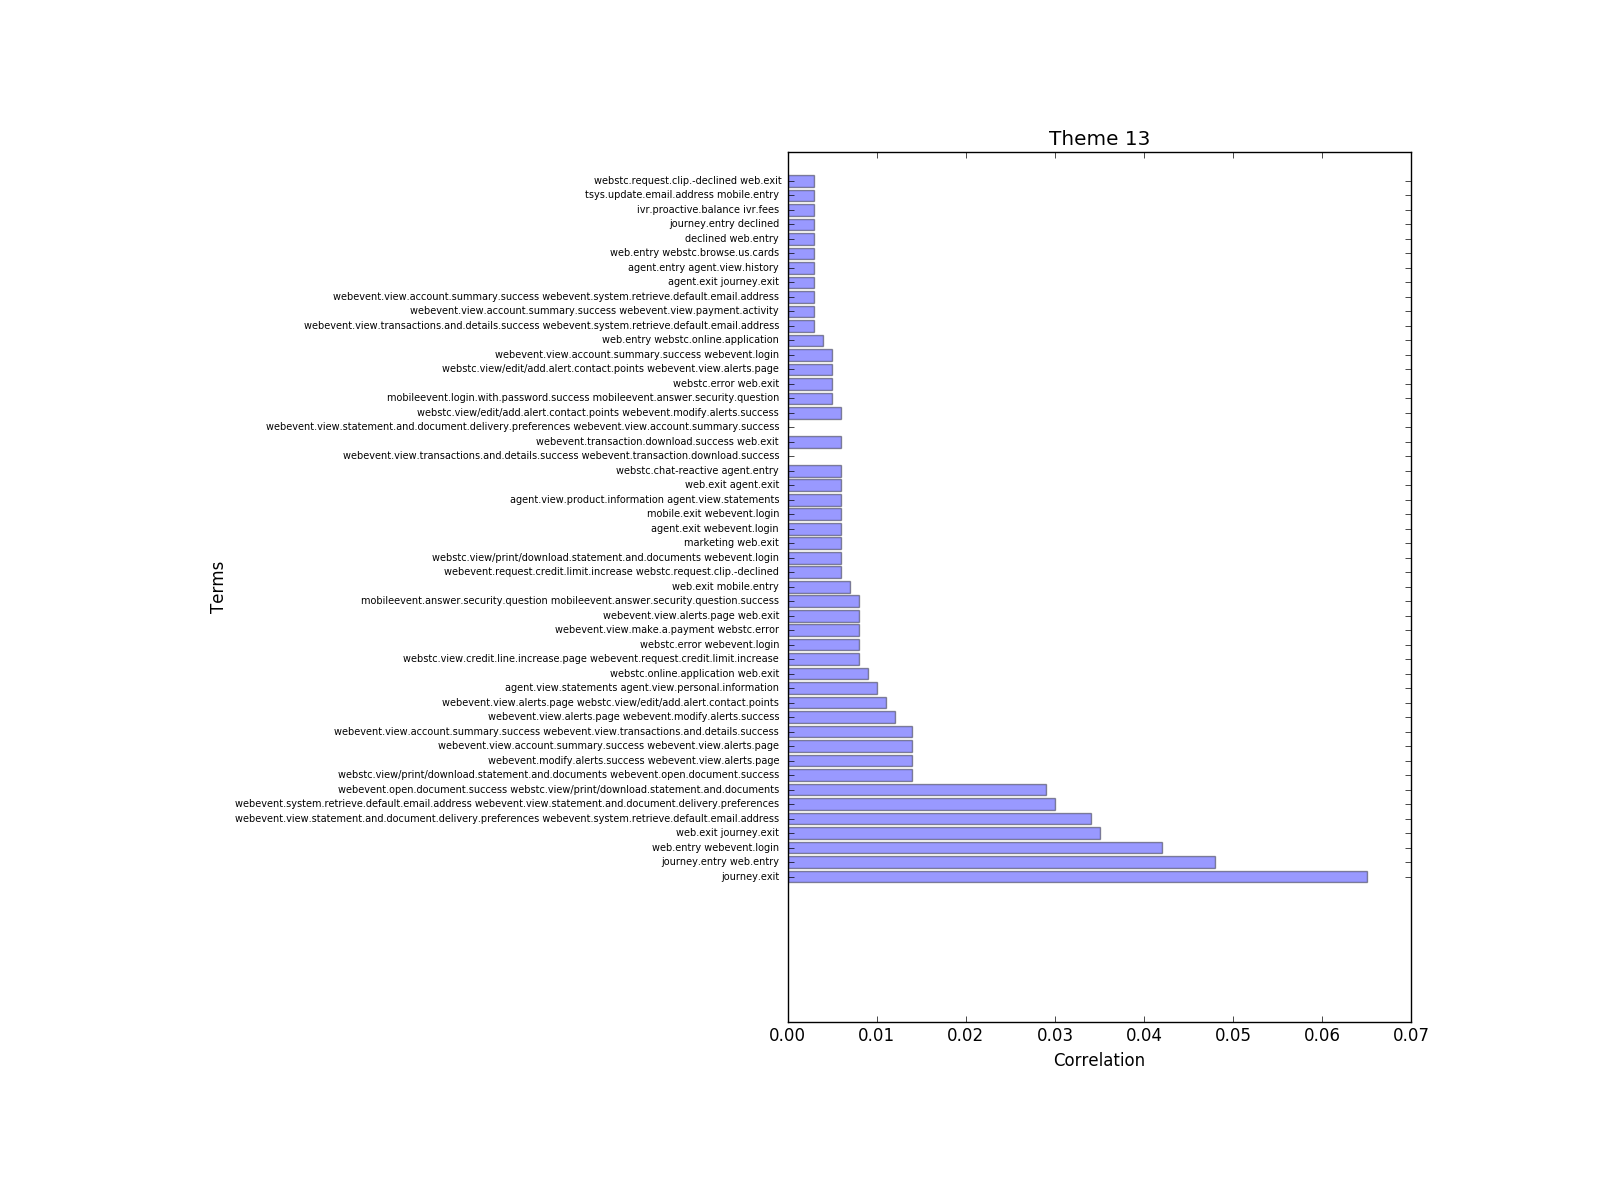 Theme 13
webstc.request.clip.-declined web.exit
tsys.update.email.address mobile.entry
ivr.proactive.balance ivr.fees
journey.entry declined
declined web.entry
web.entry webstc.browse.us.cards
agent.entry agent.view.history
agent.exit journey.exit
webevent.view.account.summary.success webevent.system.retrieve.default.email.address
webevent.view.account.summary.success webevent.view.payment.activity
webevent.view.transactions.and.details.success webevent.system.retrieve.default.email.address
web.entry webstc.online.application
webevent.view.account.summary.success webevent.login
webstc.view/edit/add.alert.contact.points webevent.view.alerts.page
webstc.error web.exit
mobileevent.login.with.password.success mobileevent.answer.security.question
webstc.view/edit/add.alert.contact.points webevent.modify.alerts.success
webevent.view.statement.and.document.delivery.preferences webevent.view.account.summary.success
webevent.transaction.download.success web.exit
webevent.view.transactions.and.details.success webevent.transaction.download.success
webstc.chat-reactive agent.entry
web.exit agent.exit
agent.view.product.information agent.view.statements
mobile.exit webevent.login
agent.exit webevent.login
marketing web.exit
webstc.view/print/download.statement.and.documents webevent.login
webevent.request.credit.limit.increase webstc.request.clip.-declined
web.exit mobile.entry
mobileevent.answer.security.question mobileevent.answer.security.question.success
webevent.view.alerts.page web.exit
webevent.view.make.a.payment webstc.error
webstc.error webevent.login
webstc.view.credit.line.increase.page webevent.request.credit.limit.increase
webstc.online.application web.exit
agent.view.statements agent.view.personal.information
webevent.view.alerts.page webstc.view/edit/add.alert.contact.points
webevent.view.alerts.page webevent.modify.alerts.success
webevent.view.account.summary.success webevent.view.transactions.and.details.success
webevent.view.account.summary.success webevent.view.alerts.page
webevent.modify.alerts.success webevent.view.alerts.page
webstc.view/print/download.statement.and.documents webevent.open.document.success
webevent.open.document.success webstc.view/print/download.statement.and.documents
webevent.system.retrieve.default.email.address webevent.view.statement.and.document.delivery.preferences
webevent.view.statement.and.document.delivery.preferences webevent.system.retrieve.default.email.address
web.exit journey.exit
web.entry webevent.login
journey.entry web.entry
journey.exit
Terms
0.00 0.01 0.02 0.03 0.04 0.05 0.06 0.07
Correlation